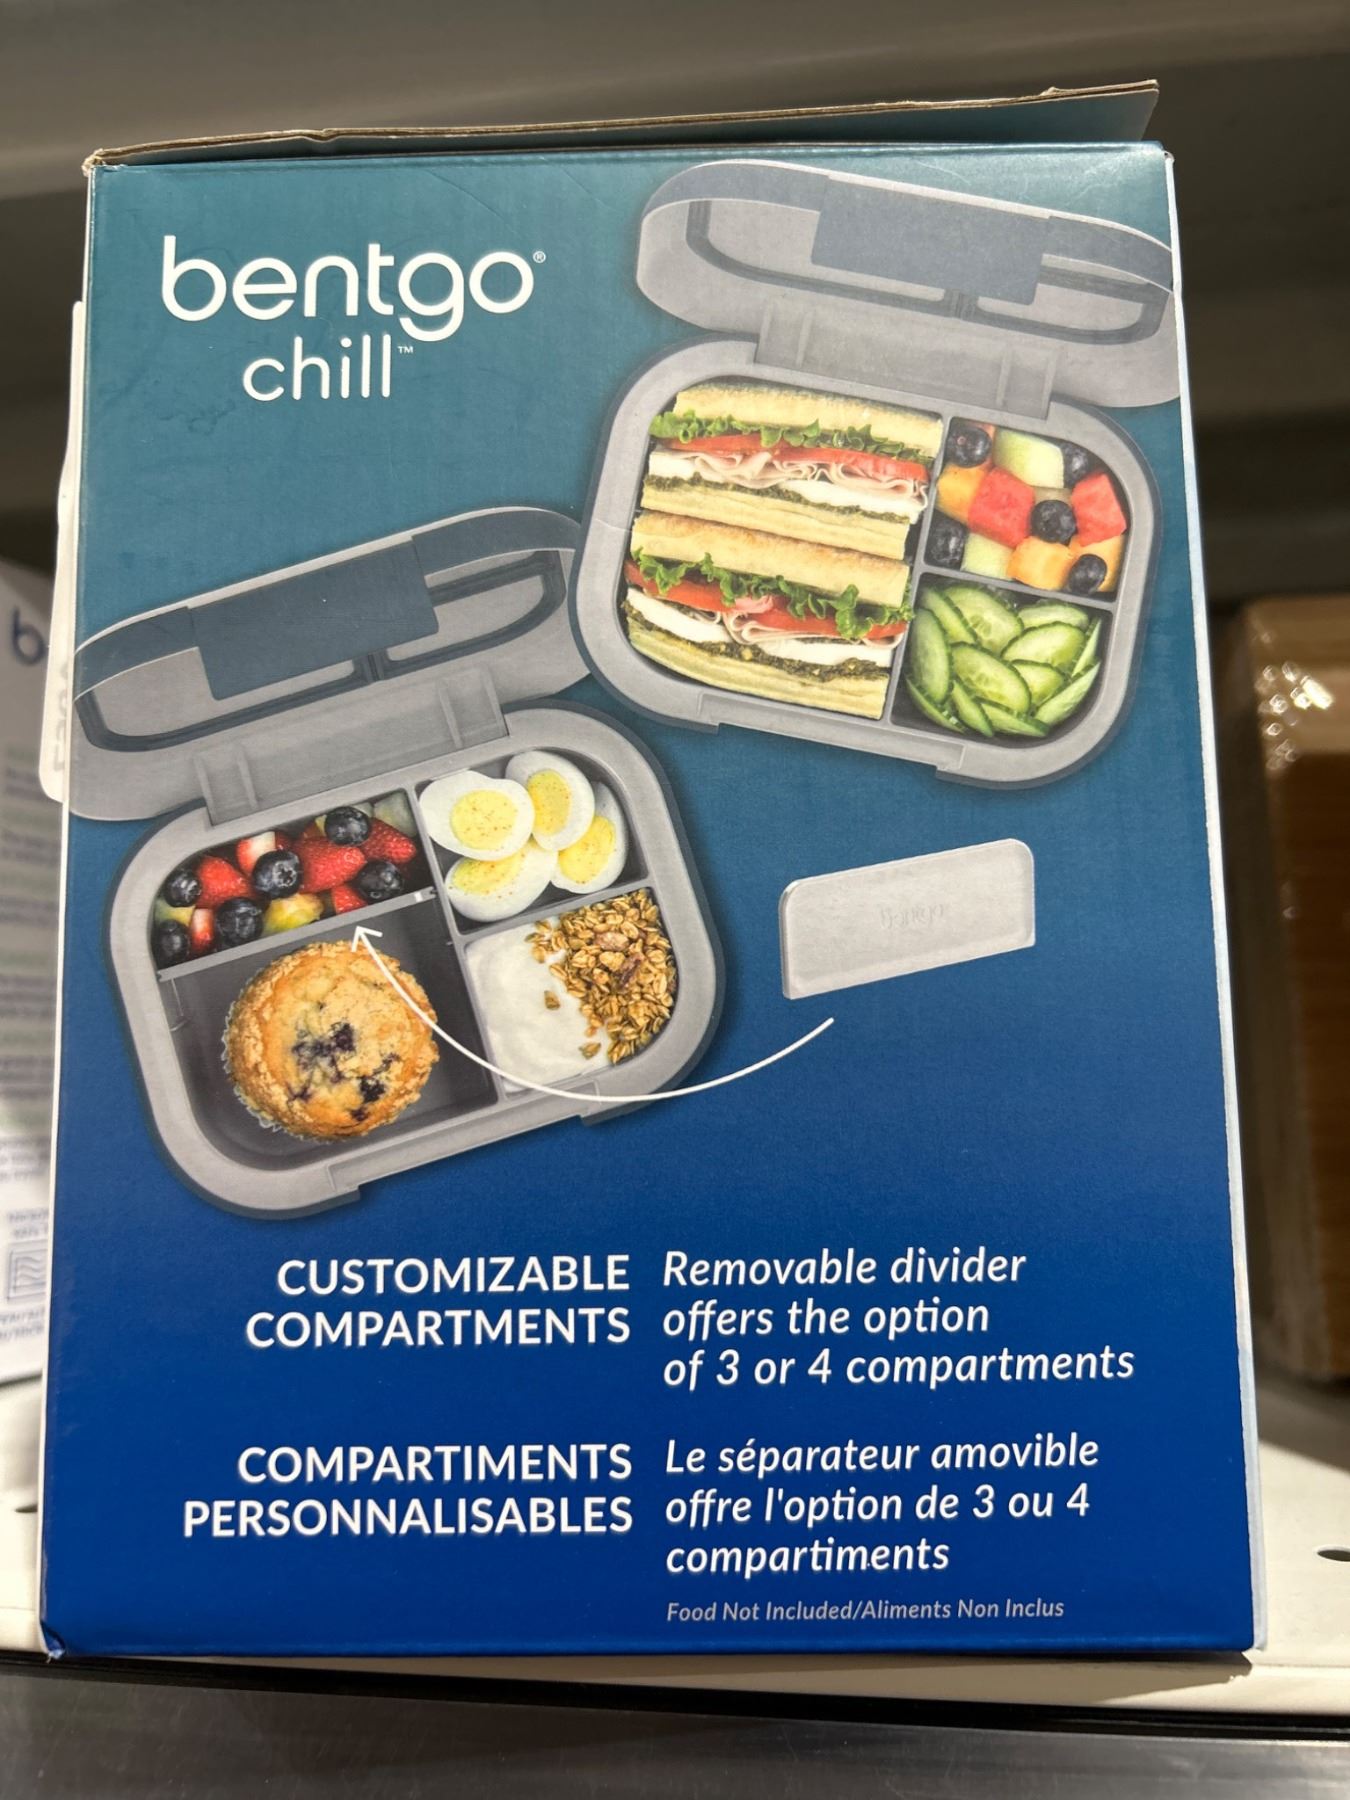 bentgo®
chill™
Bentgo
CUSTOMIZABLE
COMPARTMENTS
Removable divider
offers the option
of 3 or 4 compartments
COMPARTIMENTS
PERSONNALISABLES
Le séparateur amovible
offre l'option de 3 ou 4
compartiments
Food Not Included/Aliments Non Inclus